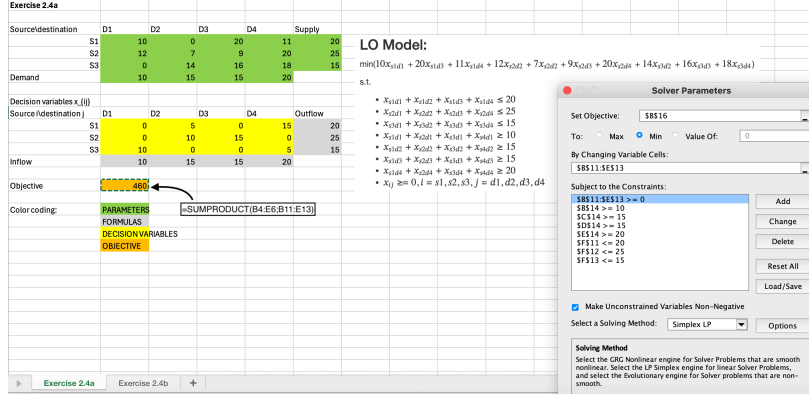 Exercise 2.4a
Source\destination D1 D2 D3 D4 Supply
S1 10 0 20 11 20
S2 12 7 9 20 25
S3 0 14 16 18 15
Demand 10 15 15 20
Decision variables x_{ij}
Source i\destination j D1 D2 D3 D4 Outflow
S1 0 5 0 15 20
S2 0 10 15 0 25
S3 10 0 0 5 15
Inflow 10 15 15 20
Objective 460
=SUMPRODUCT(B4:E6;B11:E13)
Color coding: PARAMETERS
FORMULAS
DECISION VARIABLES
OBJECTIVE
LO Model:
min(10x_{s1d1} + 20x_{s1d3} + 11x_{s1d4} + 12x_{s2d2} + 7x_{s2d2} + 9x_{s2d3} + 20x_{s2d4} + 14x_{s3d2} + 16x_{s3d3} + 18x_{s3d4})
s.t.
• x_{s1d1} + x_{s1d2} + x_{s1d3} + x_{s1d4} ≤ 20
• x_{s2d1} + x_{s2d2} + x_{s2d3} + x_{s2d4} ≤ 25
• x_{s3d1} + x_{s3d2} + x_{s3d3} + x_{s3d4} ≤ 15
• x_{s1d1} + x_{s2d1} + x_{s3d1} + x_{s4d1} ≥ 10
• x_{s1d2} + x_{s2d2} + x_{s3d2} + x_{s4d2} ≥ 15
• x_{s1d3} + x_{s2d3} + x_{s3d3} + x_{s4d3} ≥ 15
• x_{s1d4} + x_{s2d4} + x_{s3d4} + x_{s4d4} ≥ 20
• x_{ij} ≥= 0, i = s1, s2, s3, j = d1, d2, d3, d4
Solver Parameters
Set Objective: $B$16
To: Max Min Value Of: 0
By Changing Variable Cells:
$B$11:$E$13
Subject to the Constraints:
$B$11:$E$13 >= 0
$B$14 >= 10
$C$14 >= 15
$D$14 >= 15
$E$14 >= 20
$F$11 <= 20
$F$12 <= 25
$F$13 <= 15
Add
Change
Delete
Reset All
Load/Save
Make Unconstrained Variables Non-Negative
Select a Solving Method: Simplex LP Options
Solving Method
Select the GRG Nonlinear engine for Solver Problems that are smooth
nonlinear. Select the LP Simplex engine for linear Solver Problems,
and select the Evolutionary engine for Solver problems that are non-
smooth.
Exercise 2.4a Exercise 2.4b +